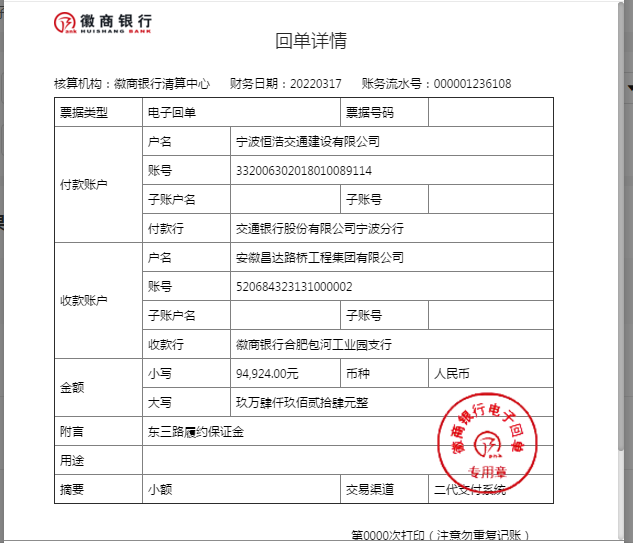 徽商银行
HUISHANG BANK
回单详情
核算机构：徽商银行清算中心 财务日期：20220317 账务流水号：000001236108
票据类型 电子回单 票据号码
付款账户
户名 宁波恒浩交通建设有限公司
账号 332006302018010089114
子账户名 子账号
付款行 交通银行股份有限公司宁波分行
收款账户
户名 安徽昌达路桥工程集团有限公司
账号 520684323131000002
子账户名 子账号
收款行 徽商银行合肥包河工业园支行
金额
小写 94,924.00元 币种 人民币
大写 玖万肆仟玖佰贰拾肆元整
附言 东三路履约保证金
用途
摘要 小额 交易渠道 二代支付系统
徽商银行电子回单
专用章
第0000次打印（注意勿重复记账）